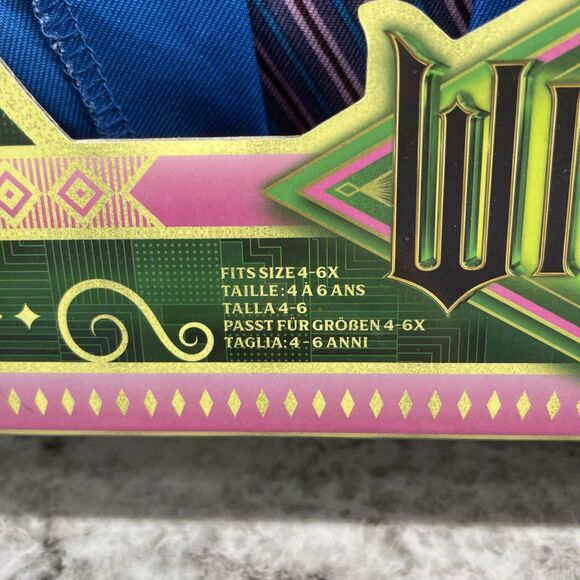 WI
FITS SIZE 4-6X
TAILLE: 4 À 6 ANS
TALLA 4-6
PASST FÜR GRÖßEN 4-6X
TAGLIA: 4 - 6 ANNI